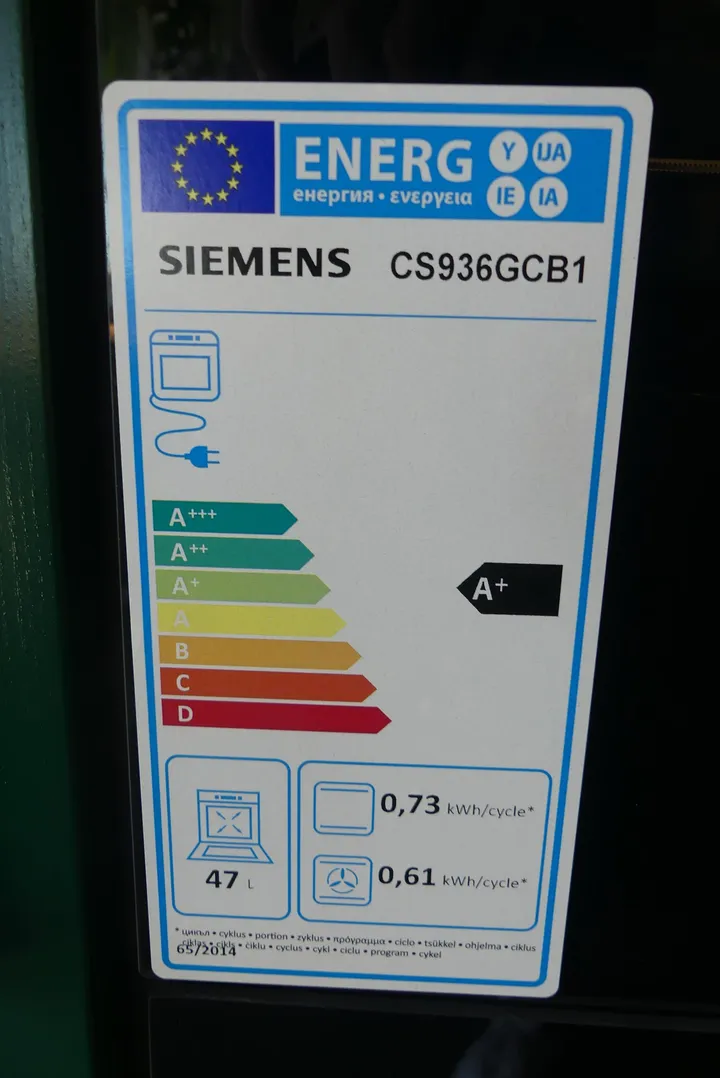 ENERG Y IJA
енергия • ενεργεια IE IA
SIEMENS CS936GCB1
A+++
A++
A+
A+
A
B
C
D
0,73 kWh/cycle*
0,61 kWh/cycle*
47 L
* цикъл • cyklus • portion • zyklus • πρόγραμμα • ciclo • tsükkel • ohjelma • ciklus
ciklas • cikls • ċiklu • cyclus • cykl • ciclu • program • cykel
65/2014